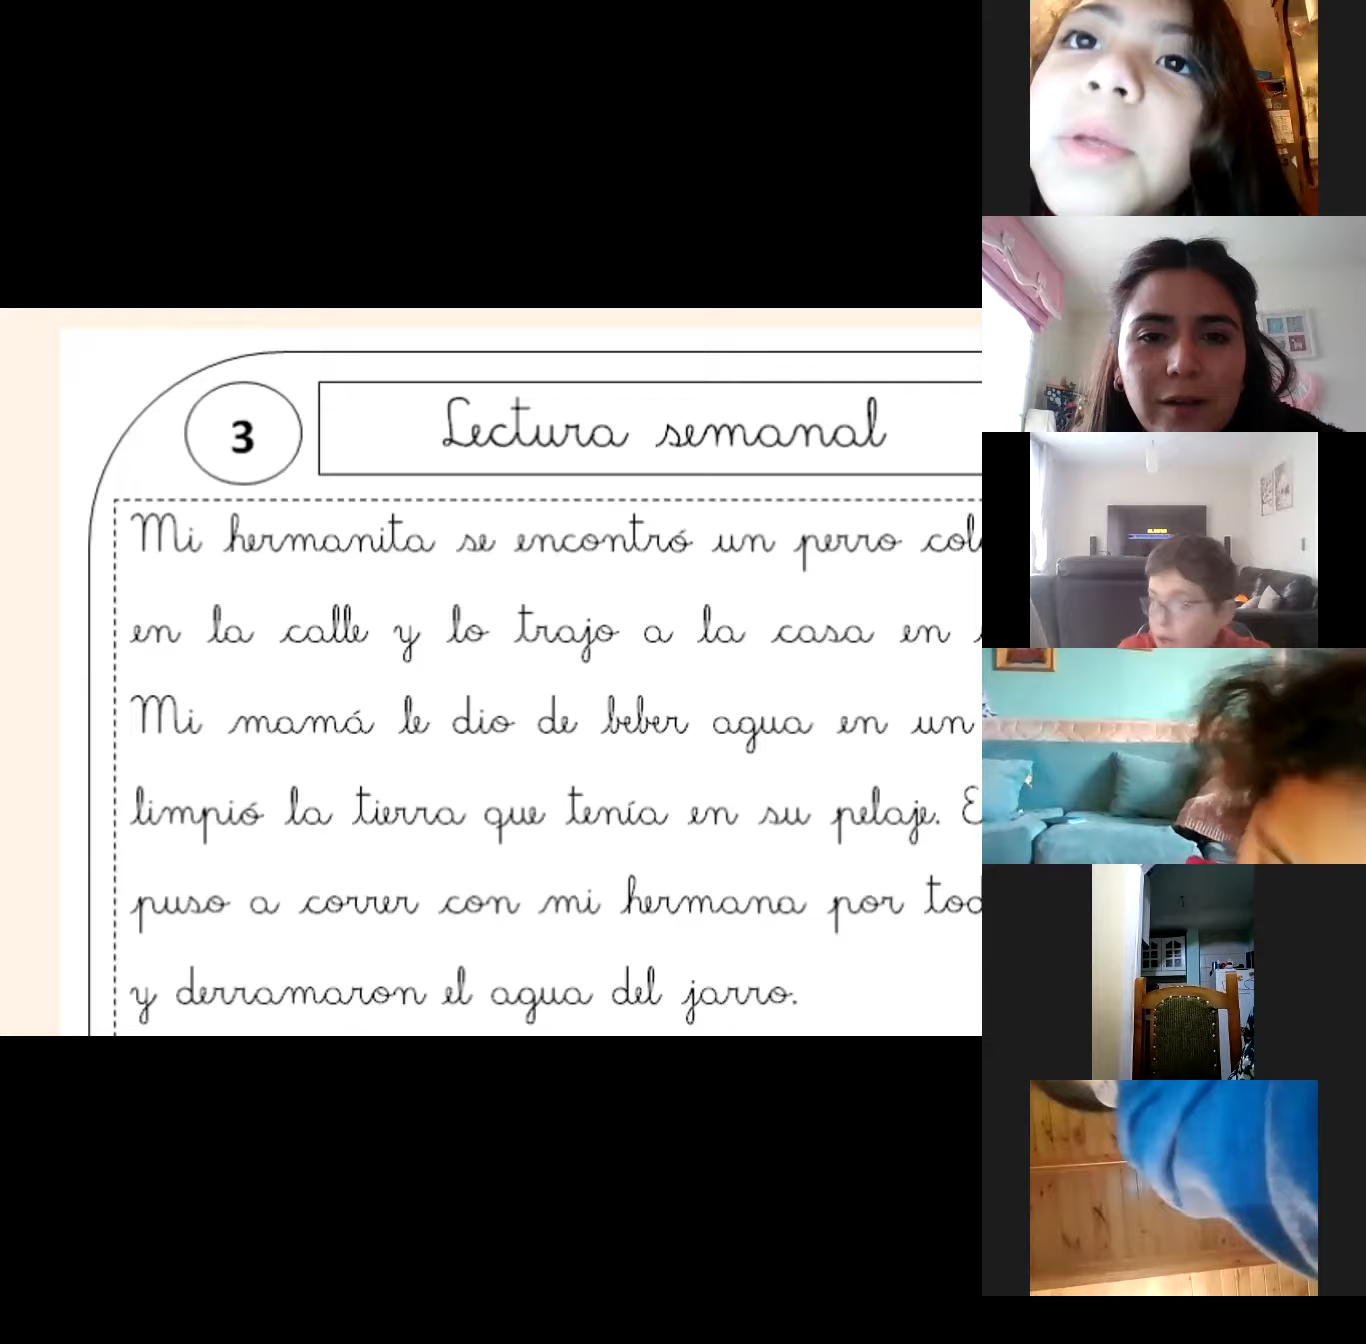 3
Lectura semanal
Mi hermanita se encontró un perro
en la calle y lo trajo a la casa en
Mi mamá le dio de beber agua en un
limpió la tierra que tenía en su pelaje.
puso a correr con mi hermana por
y derramaron el agua del jarro.